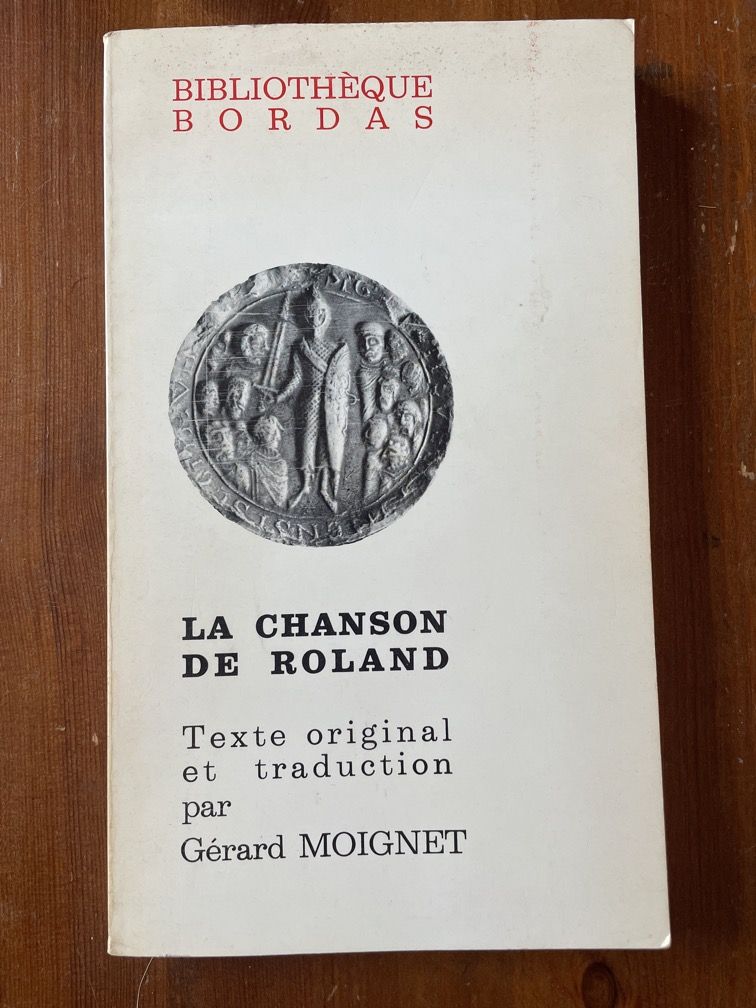 BIBLIOTHÈQUE
BORDAS
LA CHANSON
DE ROLAND
Texte original
et traduction
par
Gérard MOIGNET